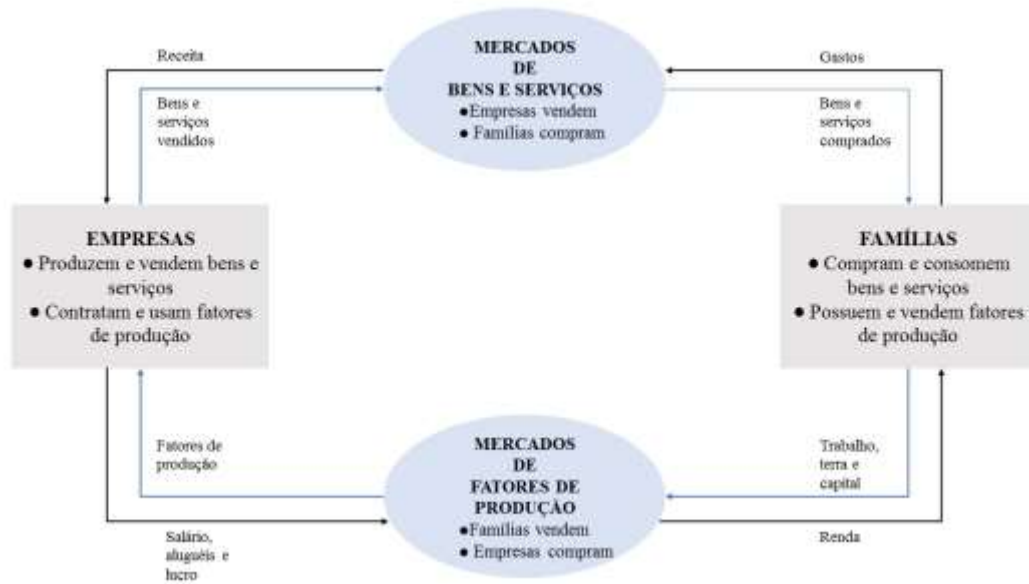 MERCADOS
DE
BENS E SERVIÇOS
●Empresas vendem
● Famílias compram
Receita
Gastos
Bens e
serviços
vendidos
Bens e
serviços
comprados
EMPRESAS
● Produzem e vendem bens e
serviços
● Contratam e usam fatores
de produção
FAMÍLIAS
● Compram e consomem
bens e serviços
● Possuem e vendem fatores
de produção
Fatores de
produção
Trabalho,
terra e
capital
MERCADOS
DE
FATORES DE
PRODUÇÃO
●Famílias vendem
● Empresas compram
Salário,
aluguéis e
lucro
Renda